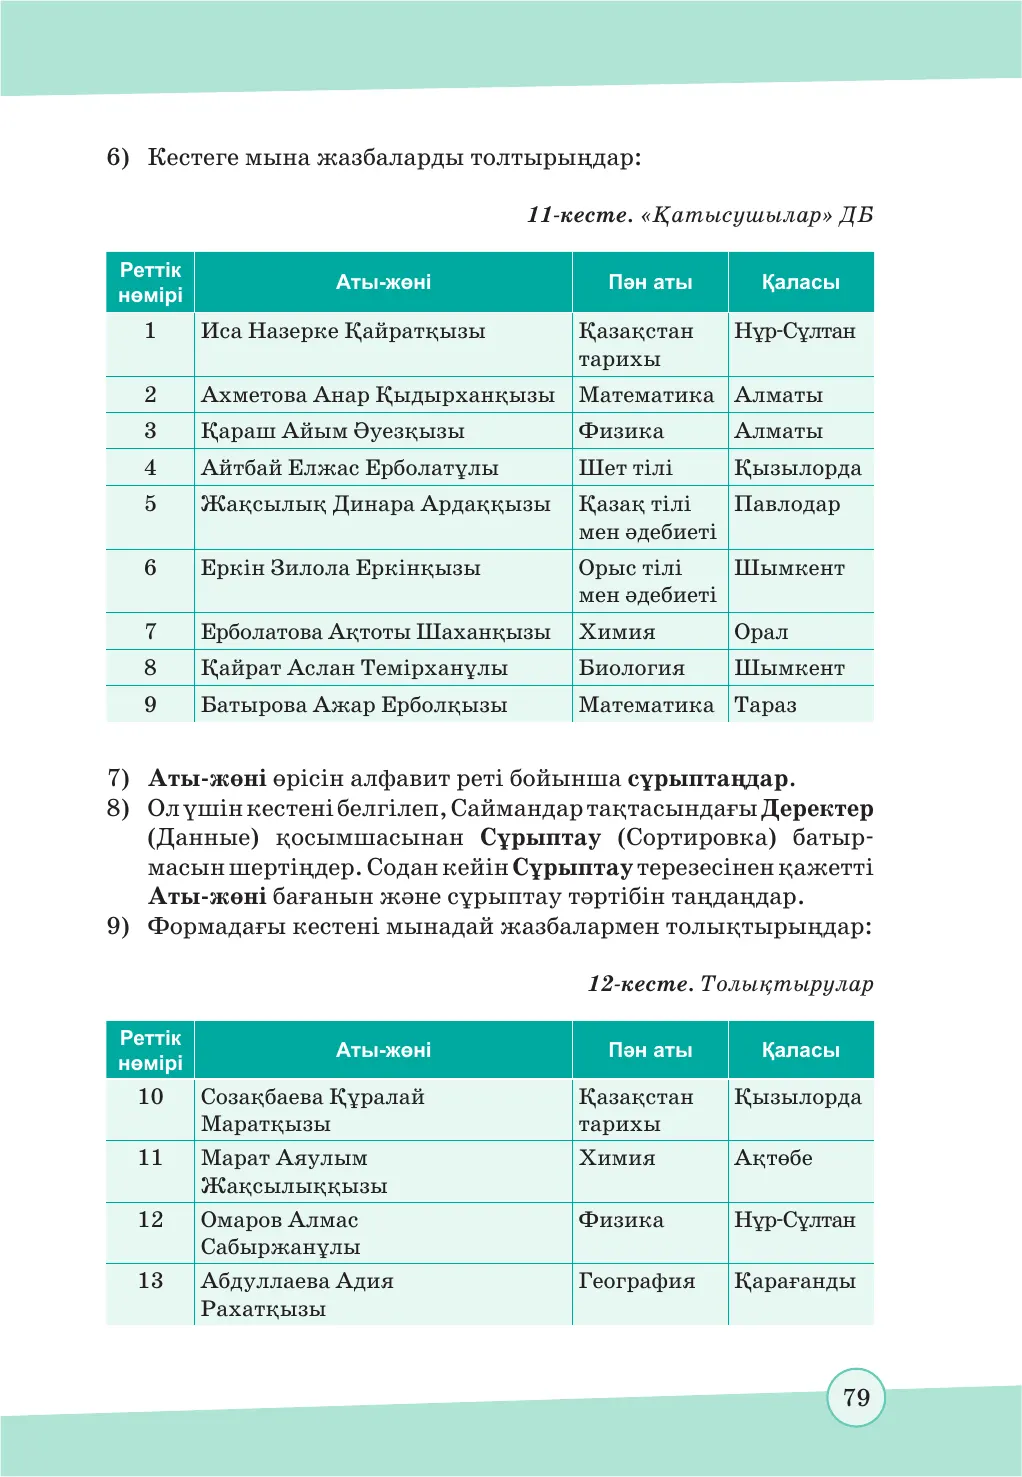 6) Кестеге мына жазбаларды толтырыңдар:
11-кесте. «Қатысушылар» ДБ
Реттік нөмірі Аты-жөні Пән аты Қаласы
1 Иса Назерке Қайратқызы Қазақстан Нұр-Сұлтан
тарихы
2 Ахметова Анар Қыдырханқызы Математика Алматы
3 Қараш Айым Әуезқызы Физика Алматы
4 Айтбай Елжас Ерболатұлы Шет тілі Қызылорда
5 Жақсылық Динара Ардаққызы Қазақ тілі Павлодар
мен әдебиеті
6 Еркін Зилола Еркінқызы Орыс тілі Шымкент
мен әдебиеті
7 Ерболатова Ақтоты Шаханқызы Химия Орал
8 Қайрат Аслан Темірханұлы Биология Шымкент
9 Батырова Ажар Ерболқызы Математика Тараз
7) Аты-жөні өрісін алфавит реті бойынша сұрыптаңдар.
8) Ол үшін кестені белгілеп, Саймандар тақтасындағы Деректер
(Данные) қосымшасынан Сұрыптау (Сортировка) батыр-
масын шертіңдер. Содан кейін Сұрыптау терезесінен қажетті
Аты-жөні бағанын және сұрыптау тәртібін таңдаңдар.
9) Формадағы кестені мынадай жазбалармен толықтырыңдар:
12-кесте. Толықтырулар
Реттік нөмірі Аты-жөні Пән аты Қаласы
10 Созақбаева Құралай Қазақстан Қызылорда
Маратқызы тарихы
11 Марат Аяулым Химия Ақтөбе
Жақсылыққызы
12 Омаров Алмас Физика Нұр-Сұлтан
Сабыржанұлы
13 Абдуллаева Адия География Қарағанды
Рахатқызы
79